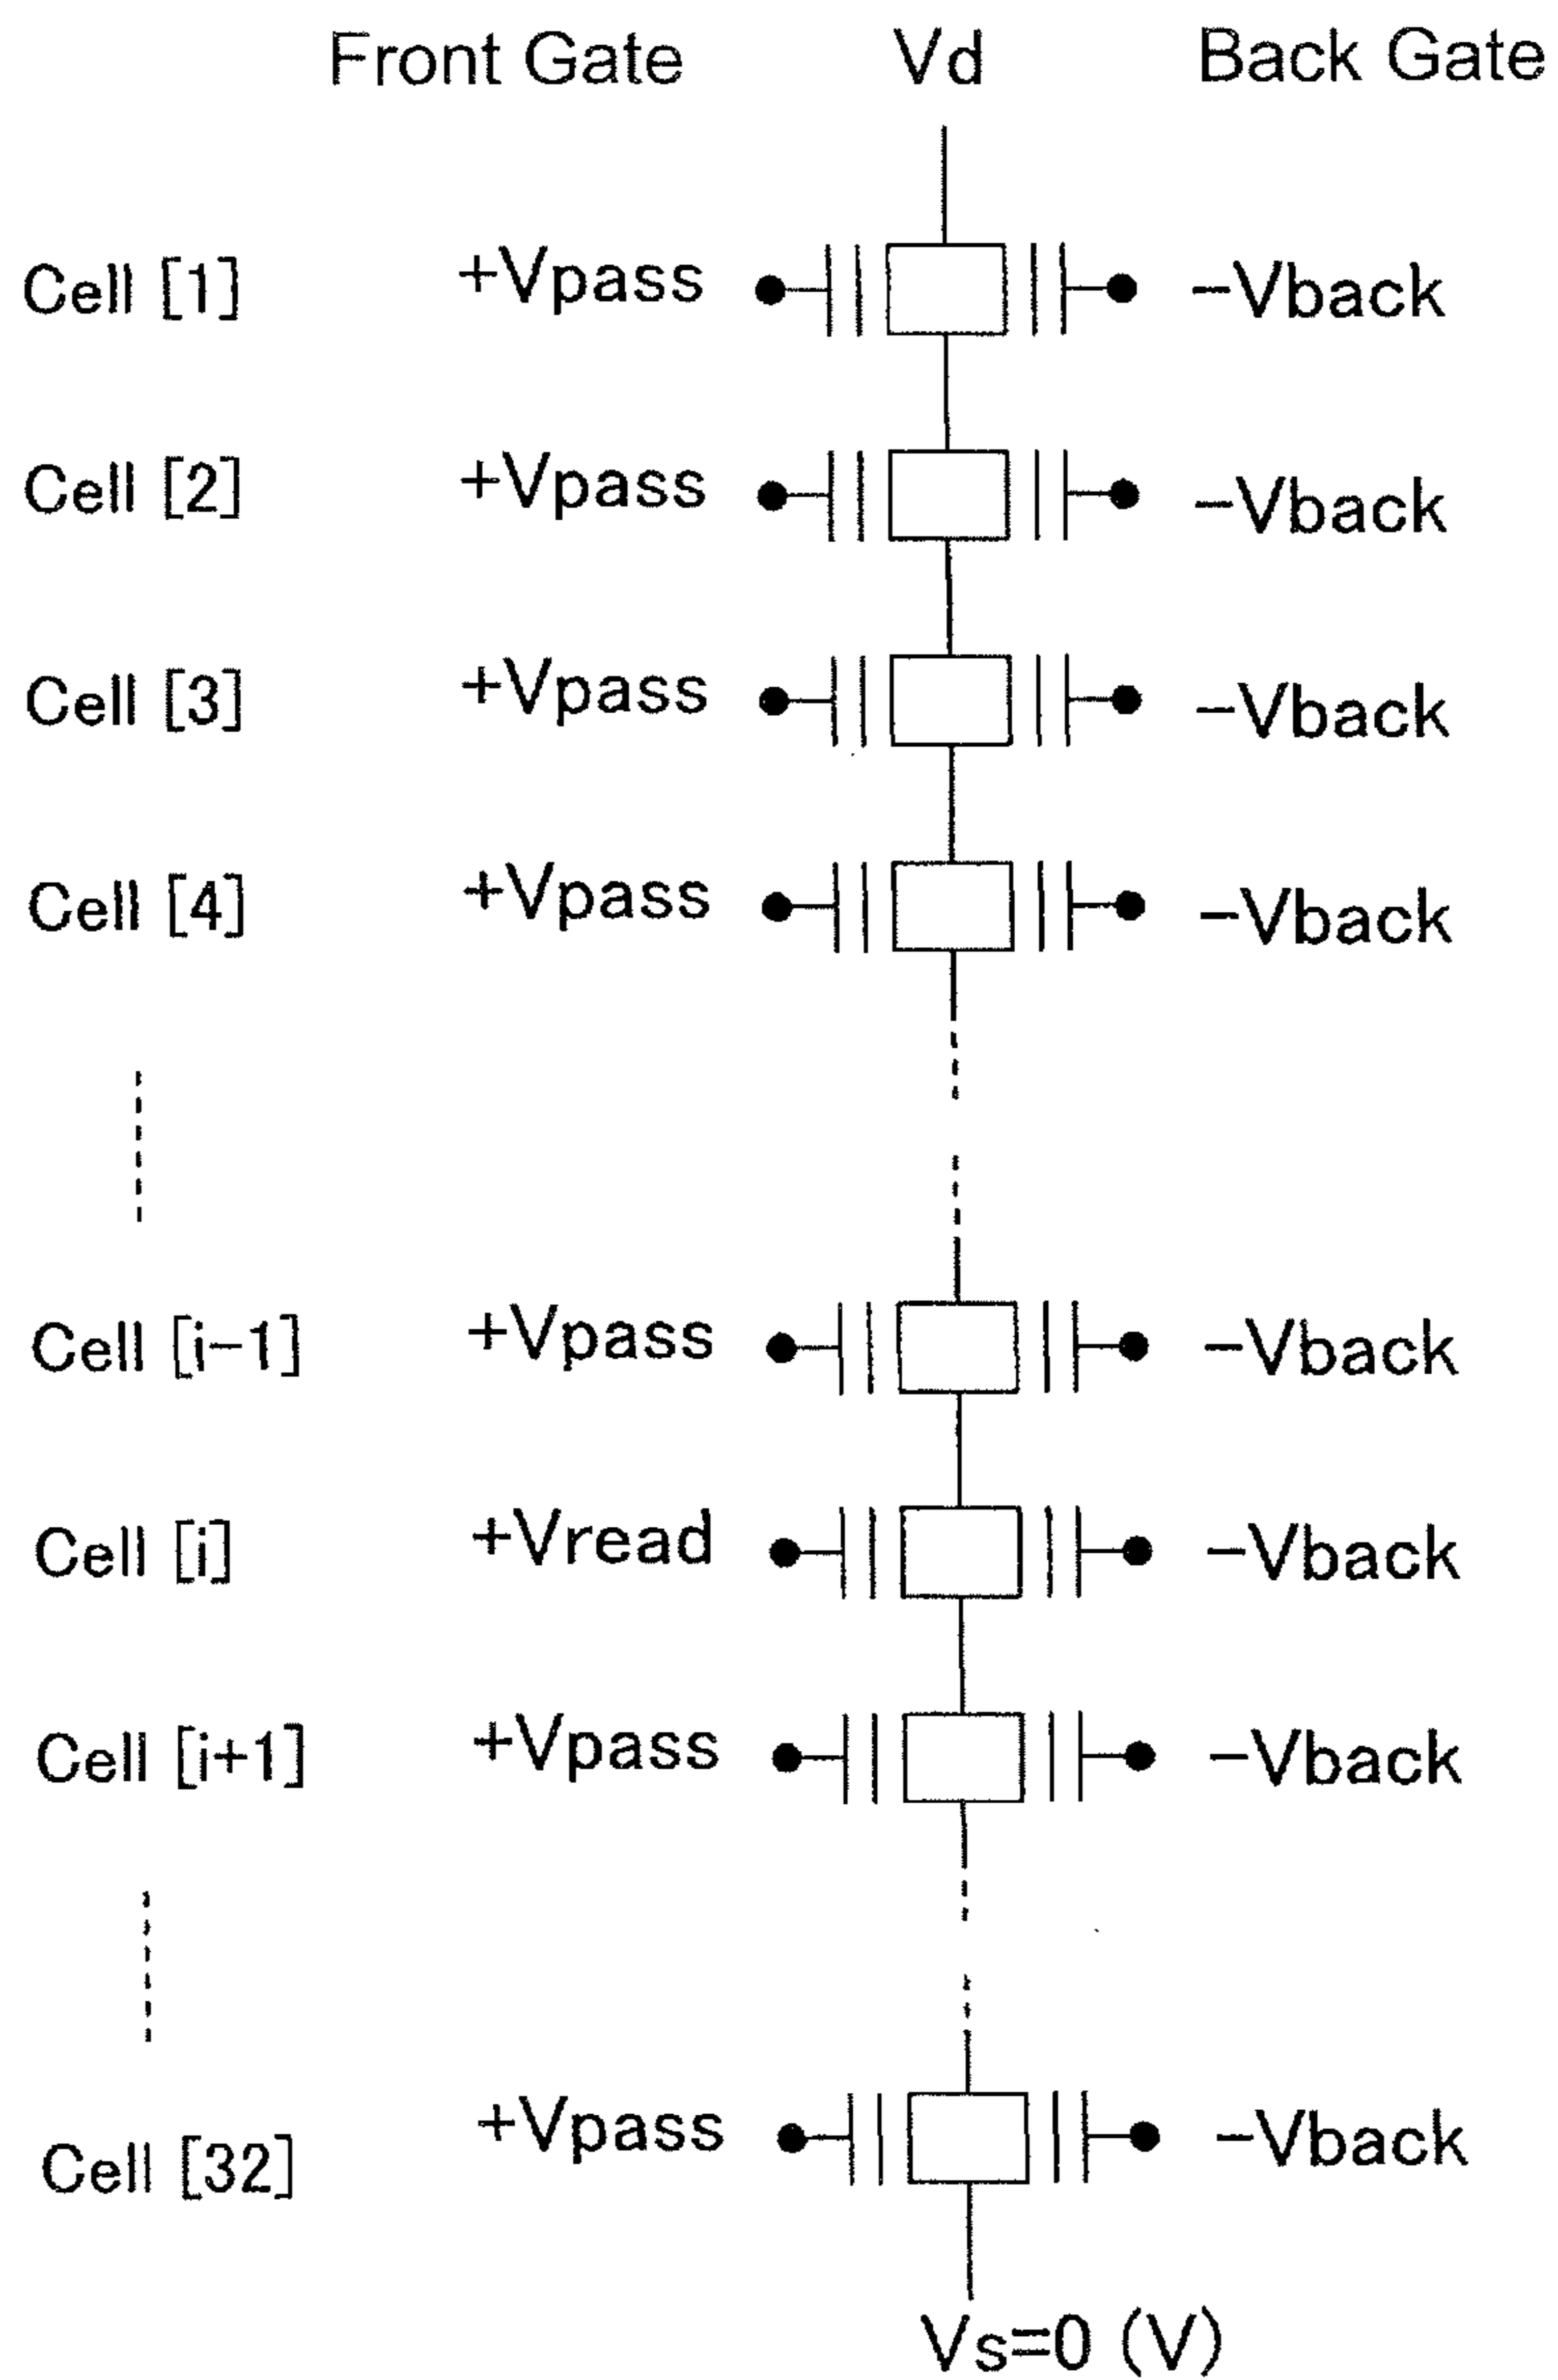 Front Gate Vd Back Gate
Cell [1] +Vpass -Vback
Cell [2] +Vpass -Vback
Cell [3] +Vpass -Vback
Cell [4] +Vpass -Vback
Cell [i-1] +Vpass -Vback
Cell [i] +Vread -Vback
Cell [i+1] +Vpass -Vback
Cell [32] +Vpass -Vback
Vs=0 (V)